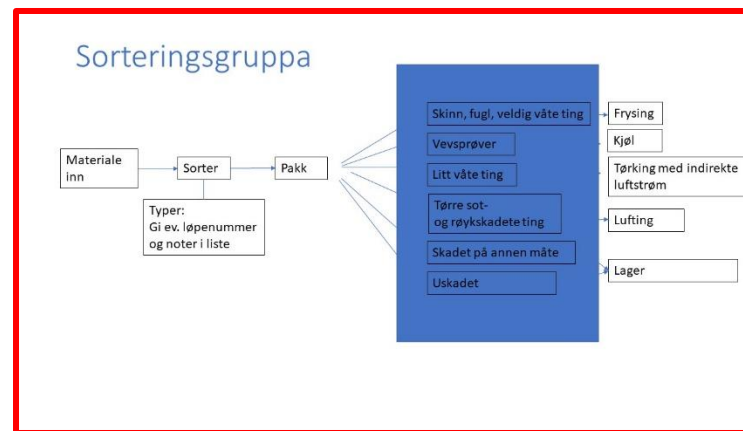 Sorteringsgruppa
Materiale
inn
Sorter
Pakk
Typer:
Gi ev. løpenummer
og noter i liste
Skinn, fugl, veldig våte ting
Vevsprøver
Litt våte ting
Tørre sot-
og røykskadete ting
Skadet på annen måte
Uskadet
Frysing
Kjøl
Tørking med indirekte
luftstrøm
Lufting
Lager